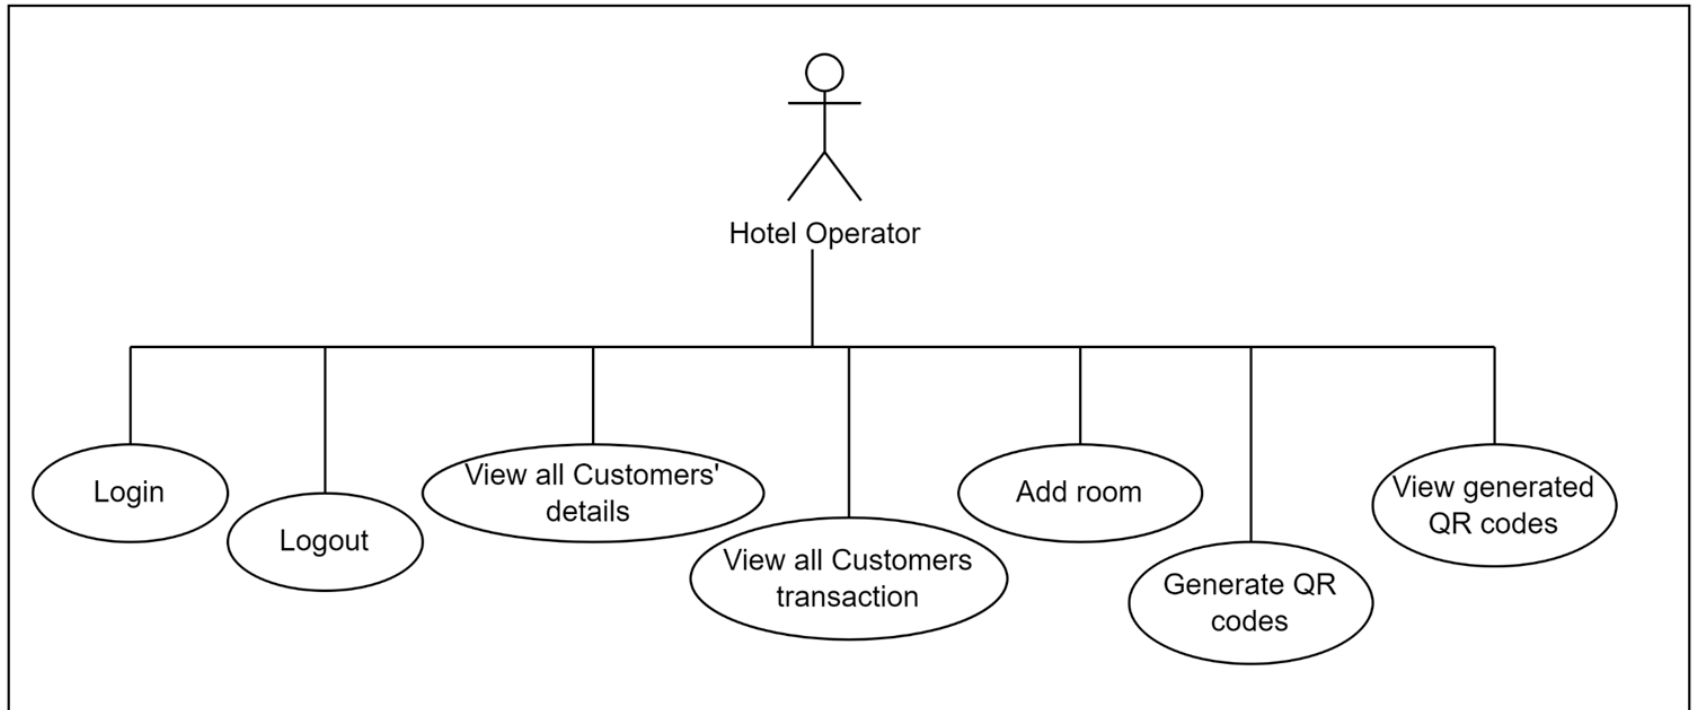 Hotel Operator
Login
Logout
View all Customers'
details
View all Customers
transaction
Add room
Generate QR
codes
View generated
QR codes